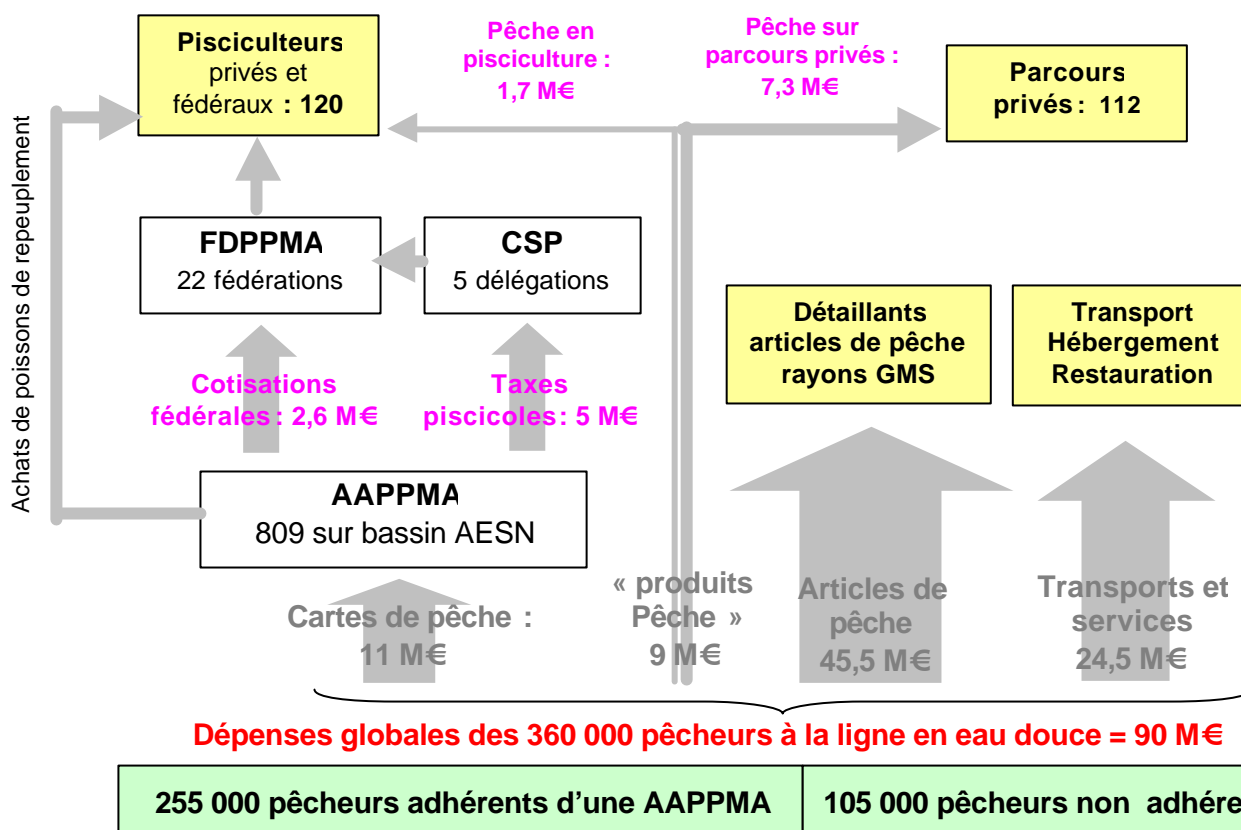 Pisciculteurs
privés et
fédéraux : 120
Pêche en
pisciculture :
1,7 M€
Pêche sur
parcours privés :
7,3 M€
Parcours
privés : 112
Achats de poissons de repeuplement
FDPPMA
22 fédérations
CSP
5 délégations
Détaillants
articles de pêche
rayons GMS
Transport
Hébergement
Restauration
Cotisations
fédérales : 2,6 M€
Taxes
piscicoles : 5 M€
AAPPMA
809 sur bassin AESN
Cartes de pêche :
11 M€
« produits
Pêche »
9 M€
Articles de
pêche
45,5 M€
Transports et
services
24,5 M€
Dépenses globales des 360 000 pêcheurs à la ligne en eau douce = 90 M€
255 000 pêcheurs adhérents d’une AAPPMA
105 000 pêcheurs non adhére